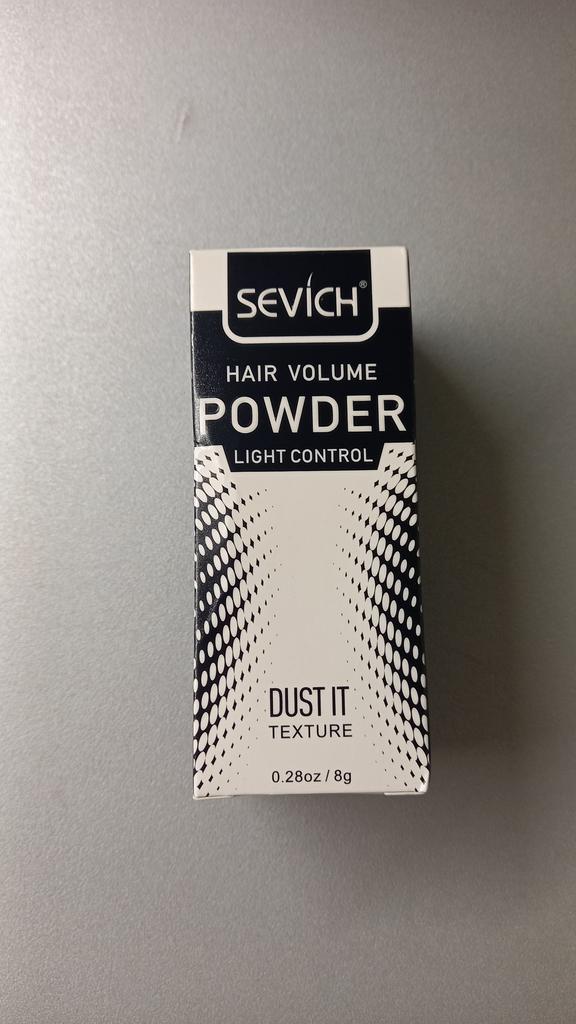 SEVICH®
HAIR VOLUME
POWDER
LIGHT CONTROL
DUST IT
TEXTURE
0.28oz / 8g